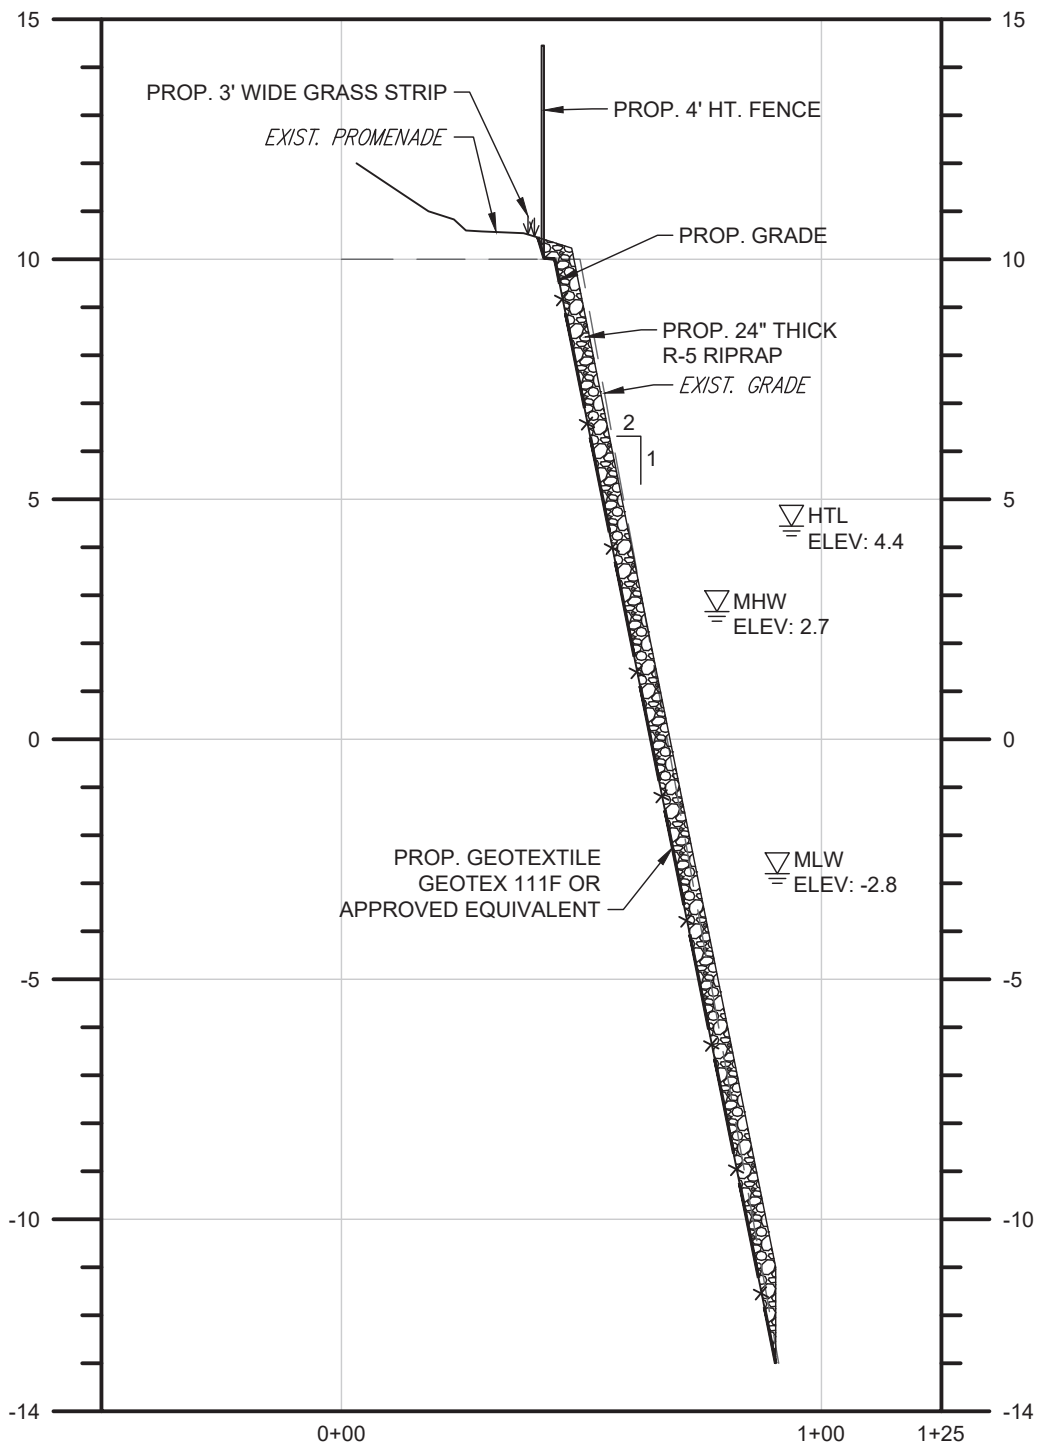 15
15
PROP. 3' WIDE GRASS STRIP
PROP. 4' HT. FENCE
EXIST. PROMENADE
PROP. GRADE
10
10
PROP. 24" THICK
R-5 RIPRAP
EXIST. GRADE
2
1
5
5
HTL
ELEV: 4.4
MHW
ELEV: 2.7
0
0
PROP. GEOTEXTILE
GEOTEX 111F OR
APPROVED EQUIVALENT
MLW
ELEV: -2.8
-5
-5
-10
-10
-14
-14
0+00
1+00
1+25